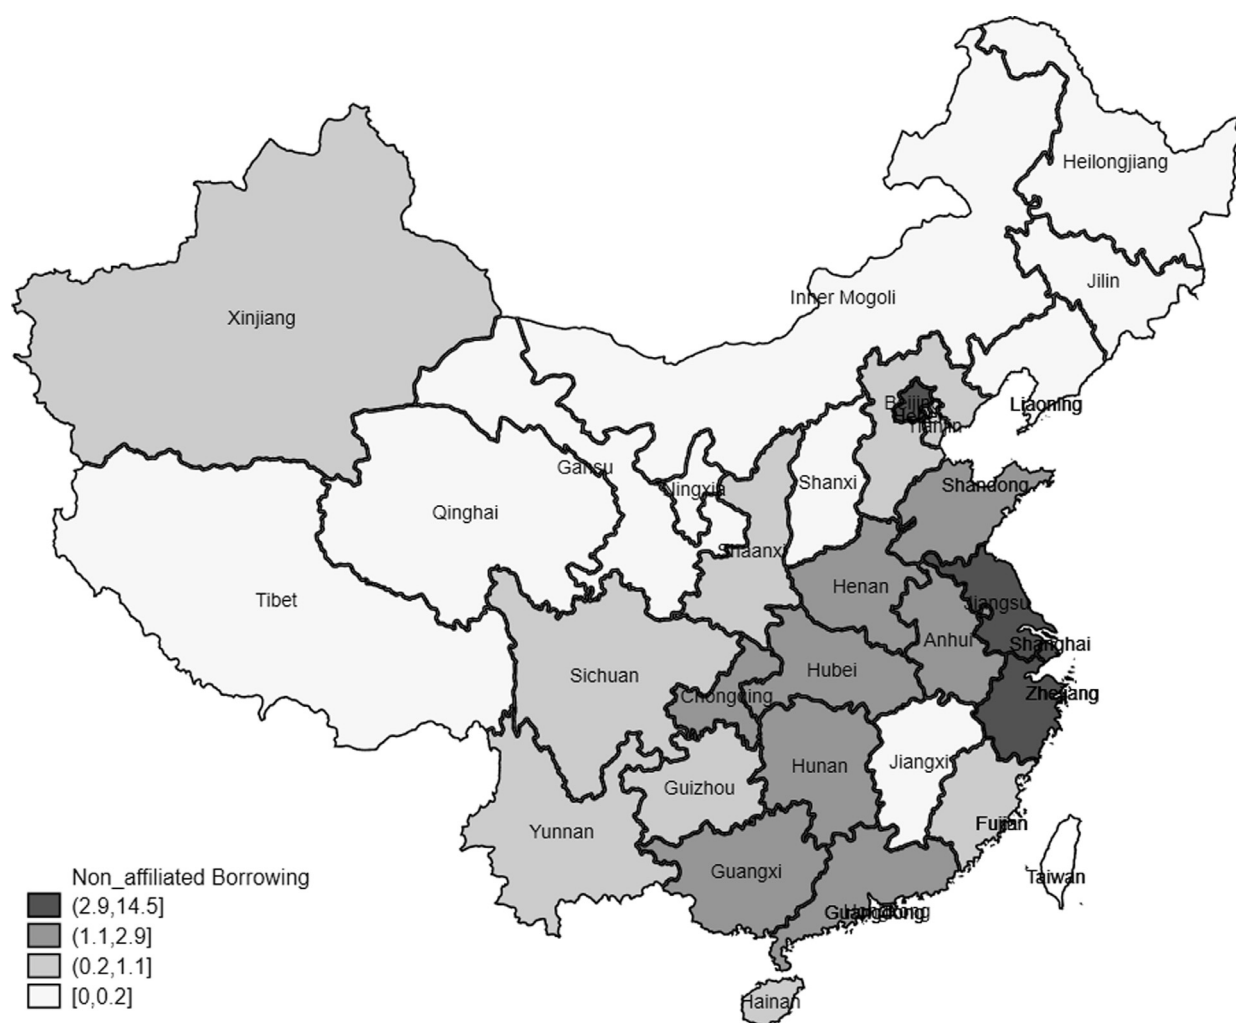 Heilongjiang
Jilin
Inner Mogoli
Xinjiang
Beijing
Hebei
Tianjin
Liaoning
Gansu
Ningxia
Shanxi
Shandong
Qinghai
Shaanxi
Henan
Tibet
Jiangsu
Anhui
Shanghai
Sichuan
Hubei
Chongqing
Zhejiang
Guizhou
Hunan
Jiangxi
Yunnan
Fujian
Guangxi
Taiwan
Guangdong
Hainan
Non_affiliated Borrowing
(2.9,14.5]
(1.1,2.9]
(0.2,1.1]
[0,0.2]